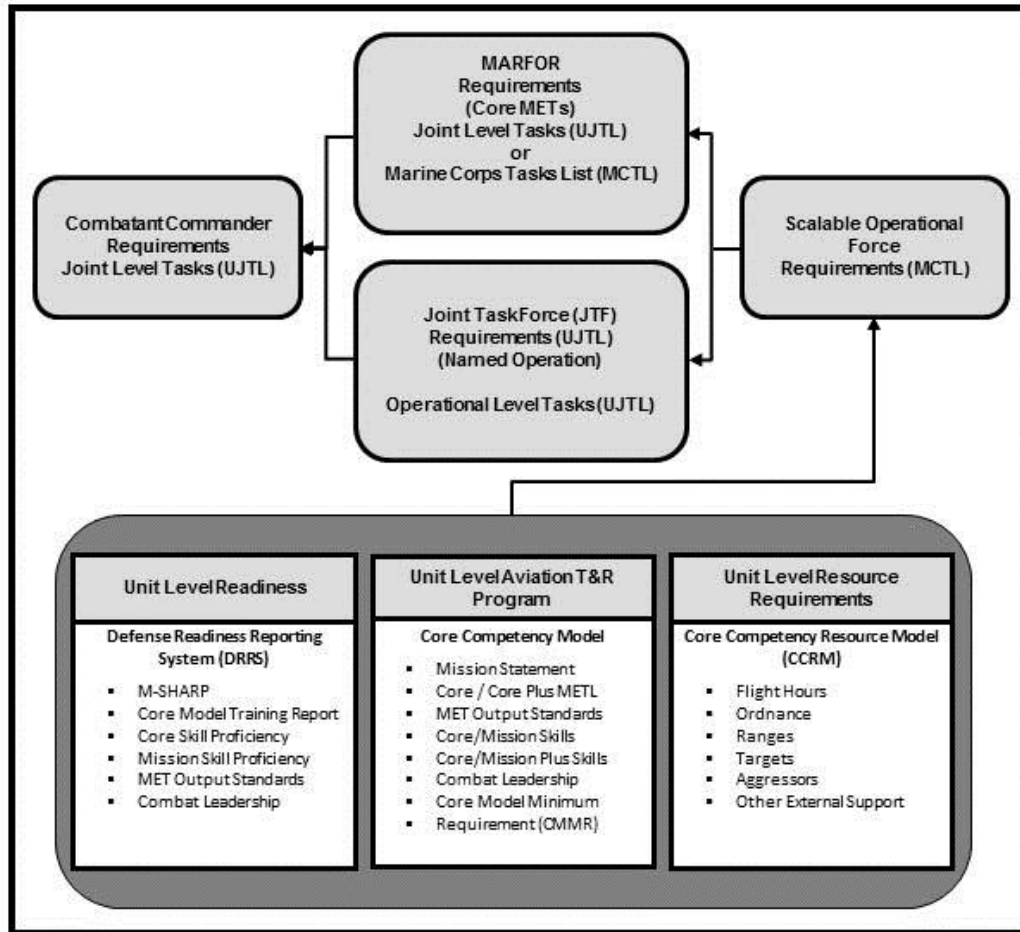 MARFOR
Requirements
(Core METs)
Joint Level Tasks (UJTL)
or
Marine Corps Tasks List (MCTL)
Combatant Commander
Requirements
Joint Level Tasks (UJTL)
Scalable Operational
Force
Requirements (MCTL)
Joint TaskForce (JTF)
Requirements (UJTL)
(Named Operation)
Operational Level Tasks (UJTL)
Unit Level Readiness
Defense Readiness Reporting
System (DRRS)
▪ M-SHARP
▪ Core Model Training Report
▪ Core Skill Proficiency
▪ Mission Skill Proficiency
▪ MET Output Standards
▪ Combat Leadership
Unit Level Aviation T&R
Program
Core Competency Model
▪ Mission Statement
▪ Core / Core Plus METL
▪ MET Output Standards
▪ Core/Mission Skills
▪ Core/Mission Plus Skills
▪ Combat Leadership
▪ Core Model Minimum
▪ Requirement (CMMR)
Unit Level Resource
Requirements
Core Competency Resource Model
(CCRM)
▪ Flight Hours
▪ Ordnance
▪ Ranges
▪ Targets
▪ Aggressors
▪ Other External Support